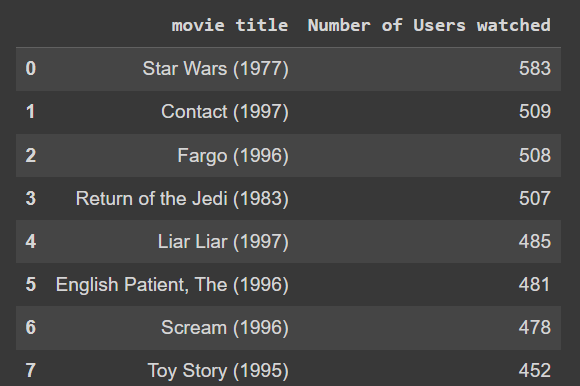 movie title Number of Users watched
0 Star Wars (1977) 583
1 Contact (1997) 509
2 Fargo (1996) 508
3 Return of the Jedi (1983) 507
4 Liar Liar (1997) 485
5 English Patient, The (1996) 481
6 Scream (1996) 478
7 Toy Story (1995) 452